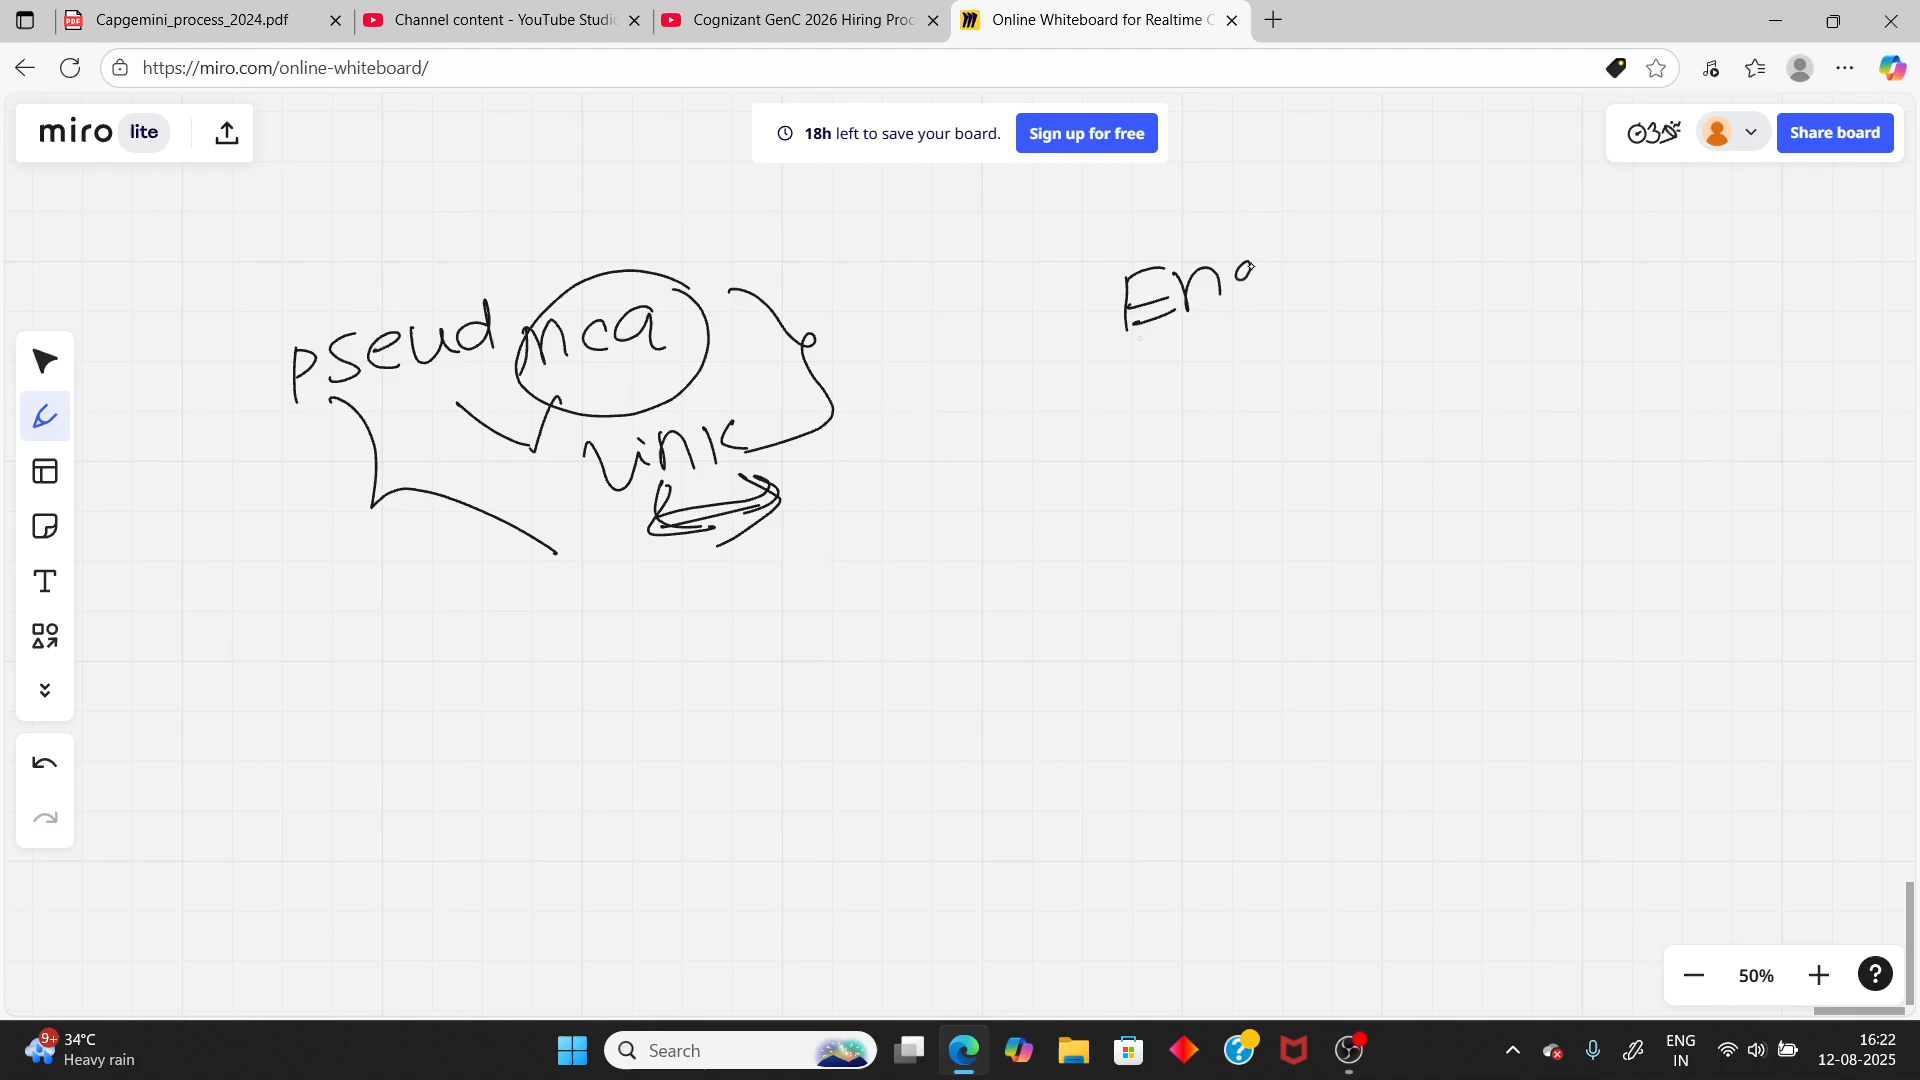 Capgemini_process_2024.pdf
Channel content - YouTube Studio
Cognizant GenC 2026 Hiring Proc
Online Whiteboard for Realtime C
https://miro.com/online-whiteboard/
miro lite
18h left to save your board. Sign up for free
Share board
pseud mca
En
50%
9+ 34°C
Heavy rain
Search
ENG
IN
16:22
12-08-2025